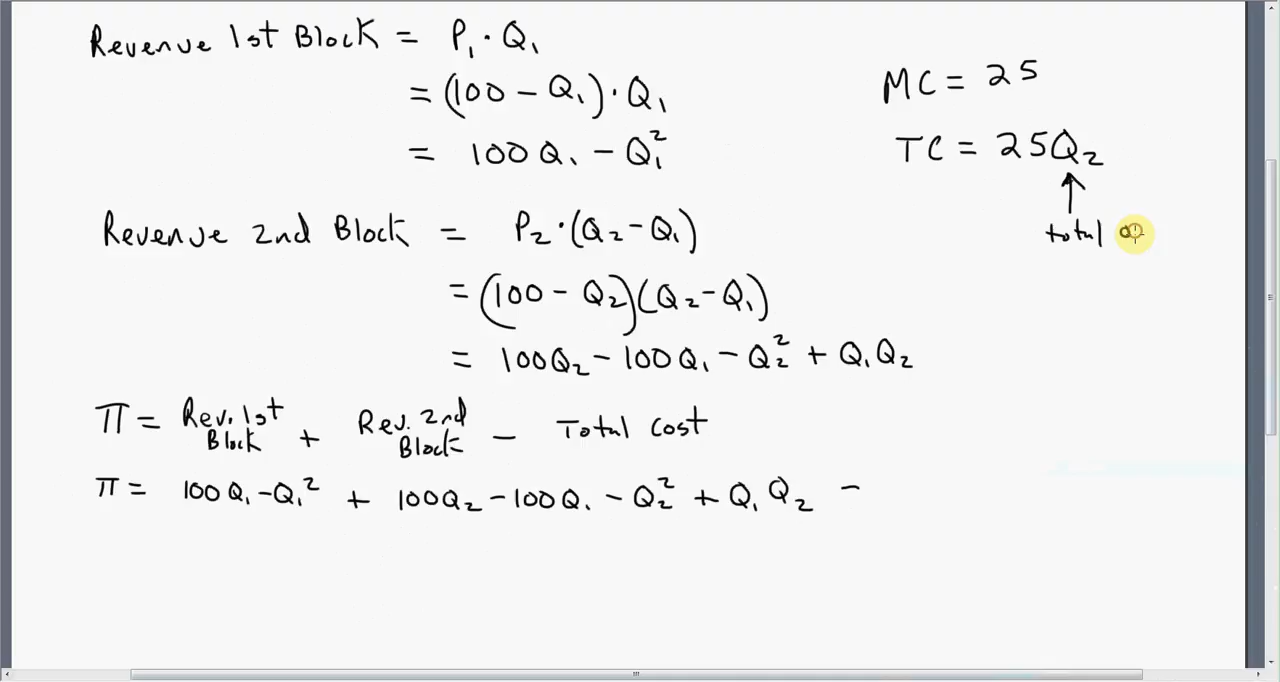 Revenue 1st Block = P₁ · Q₁
= (100 - Q₁) · Q₁
= 100Q₁ - Q₁²
MC = 25
TC = 25Q₂
↑
total
Revenue 2nd Block = P₂ · (Q₂ - Q₁)
= (100 - Q₂)(Q₂ - Q₁)
= 100Q₂ - 100Q₁ - Q₂² + Q₁Q₂
Π = Rev. 1st Block + Rev. 2nd Block - Total cost
π = 100Q₁ - Q₁² + 100Q₂ - 100Q₁ - Q₂² + Q₁Q₂ -